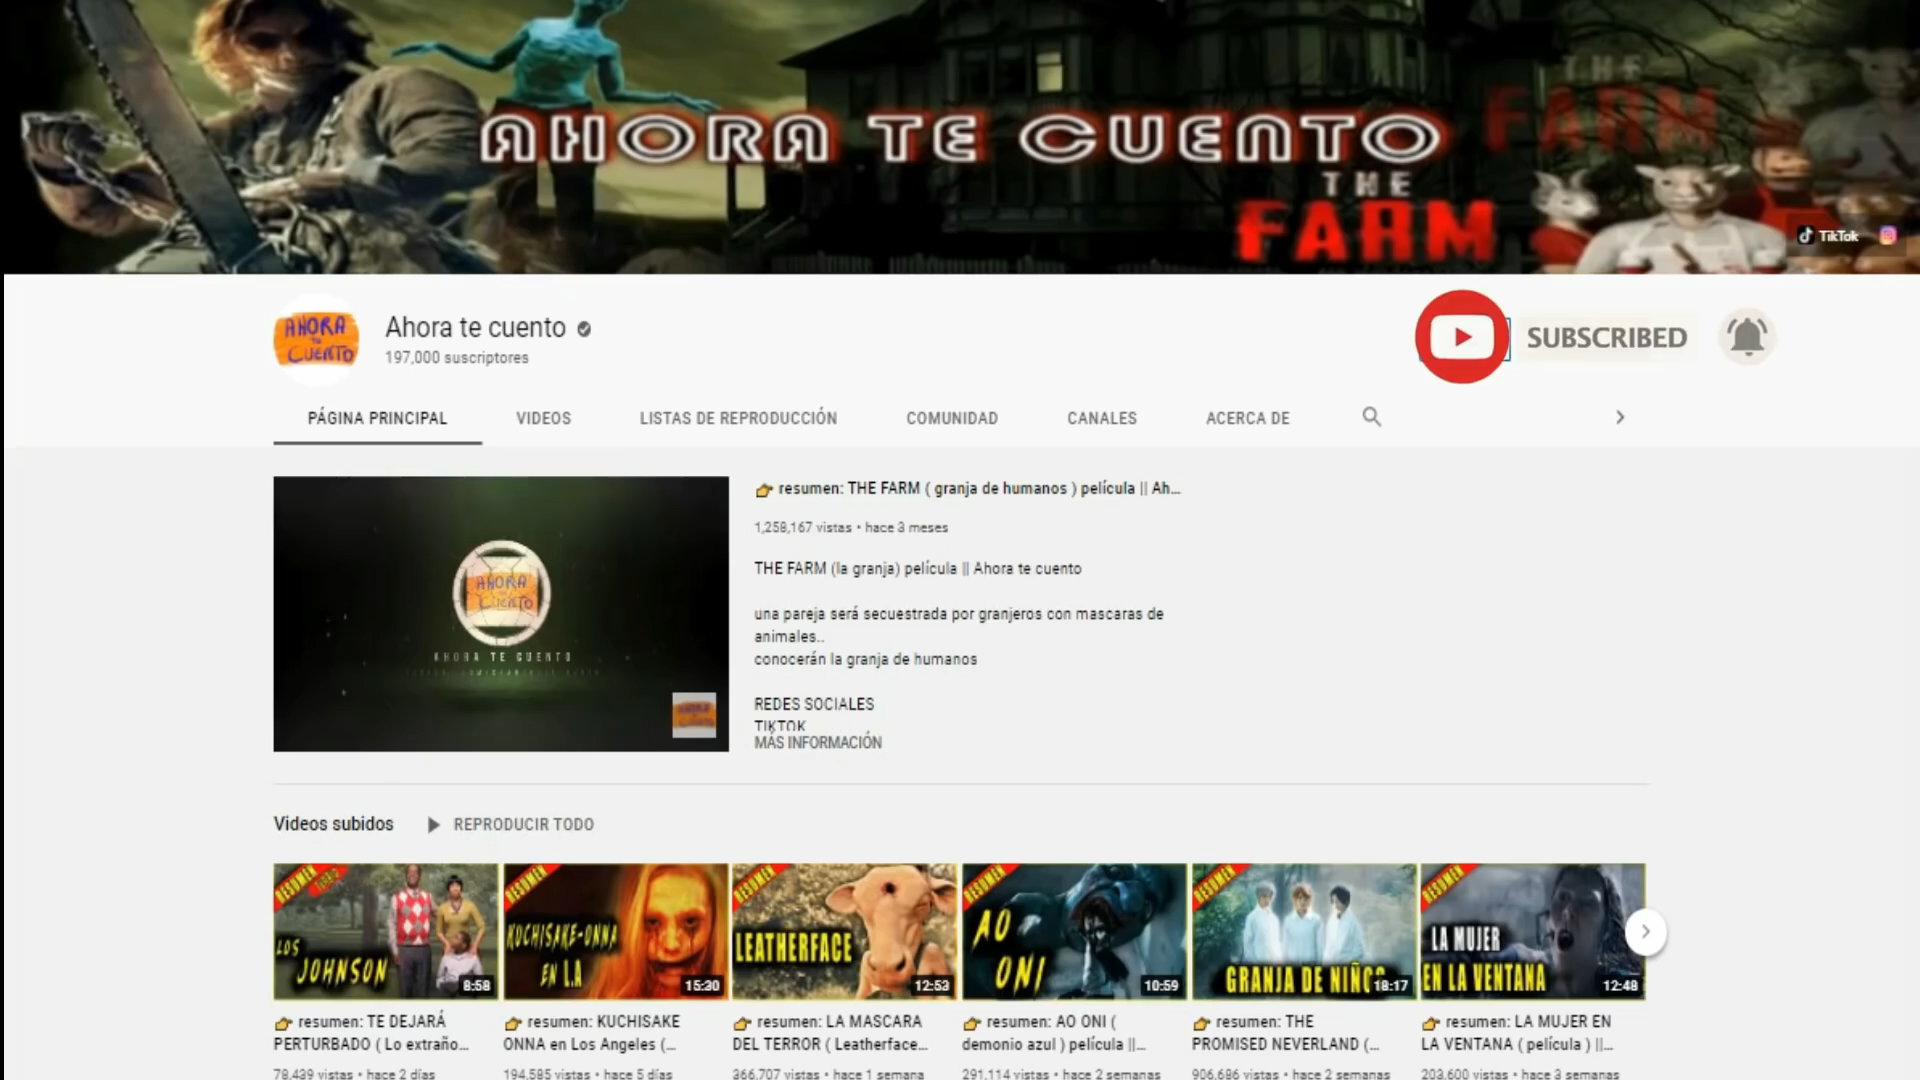 AHORA TE CUENTO
THE
FARM
THE
FARM
TikTok
AHORA
TE
CUENTO
Ahora te cuento
197,000 suscriptores
SUBSCRIBED
PÁGINA PRINCIPAL
VIDEOS
LISTAS DE REPRODUCCIÓN
COMUNIDAD
CANALES
ACERCA DE
AHORA
CUENTO
AHORA TE CUENTO
👉 resumen: THE FARM ( granja de humanos ) película || Ah...
1,258,167 vistas • hace 3 meses
THE FARM (la granja) película || Ahora te cuento
una pareja será secuestrada por granjeros con mascaras de
animales..
conocerán la granja de humanos
REDES SOCIALES
TIKTOK
MÁS INFORMACIÓN
Videos subidos
REPRODUCIR TODO
RESUMEN
LOS
JOHNSON
8:58
RESUMEN
KUCHISAKE-ONNA
EN L.A
15:30
RESUMEN
LEATHERFACE
12:53
RESUMEN
AO
ONI
10:59
RESUMEN
GRANJA DE NIÑOS
18:17
RESUMEN
LA MUJER
EN LA VENTANA
12:48
👉 resumen: TE DEJARÁ
PERTURBADO ( Lo extraño...
78,439 vistas • hace 2 días
👉 resumen: KUCHISAKE
ONNA en Los Angeles (...
194,585 vistas • hace 5 días
👉 resumen: LA MASCARA
DEL TERROR ( Leatherface...
366,707 vistas • hace 1 semana
👉 resumen: AO ONI (
demonio azul ) película ||...
291,114 vistas • hace 2 semanas
👉 resumen: THE
PROMISED NEVERLAND (...
906,686 vistas • hace 2 semanas
👉 resumen: LA MUJER EN
LA VENTANA ( película ) ||...
203,600 vistas • hace 3 semanas